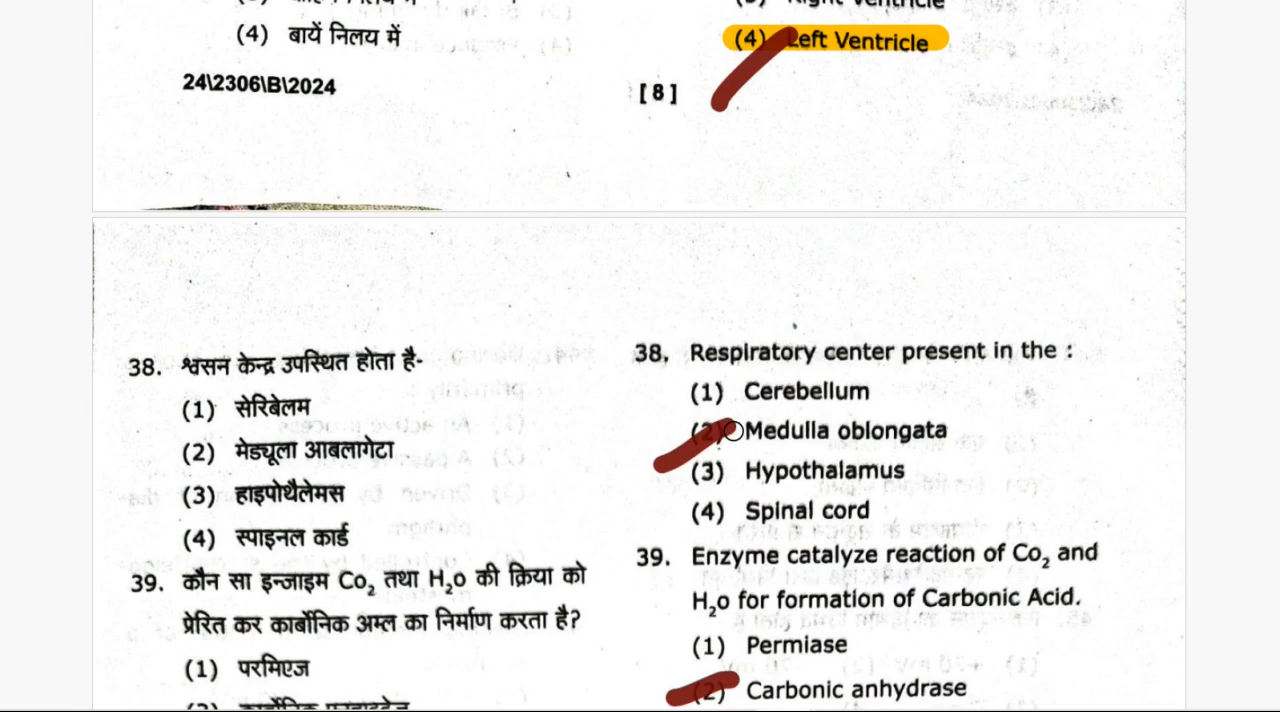 (4) बायें निलय में
24\2306\B\2024
Right Ventricle
(4) Left Ventricle
[ 8 ]
38. श्वसन केन्द्र उपस्थित होता है-
(1) सेरिबेलम
(2) मेड्यूला आबलागेटा
(3) हाइपोथैलेमस
(4) स्पाइनल कार्ड
39. कौन सा इन्जाइम Co₂ तथा H₂o की क्रिया को
प्रेरित कर कार्बोनिक अम्ल का निर्माण करता है?
(1) परमिएज
38. Respiratory center present in the :
(1) Cerebellum
(2) Medulla oblongata
(3) Hypothalamus
(4) Spinal cord
39. Enzyme catalyze reaction of Co₂ and
H₂o for formation of Carbonic Acid.
(1) Permiase
(2) Carbonic anhydrase